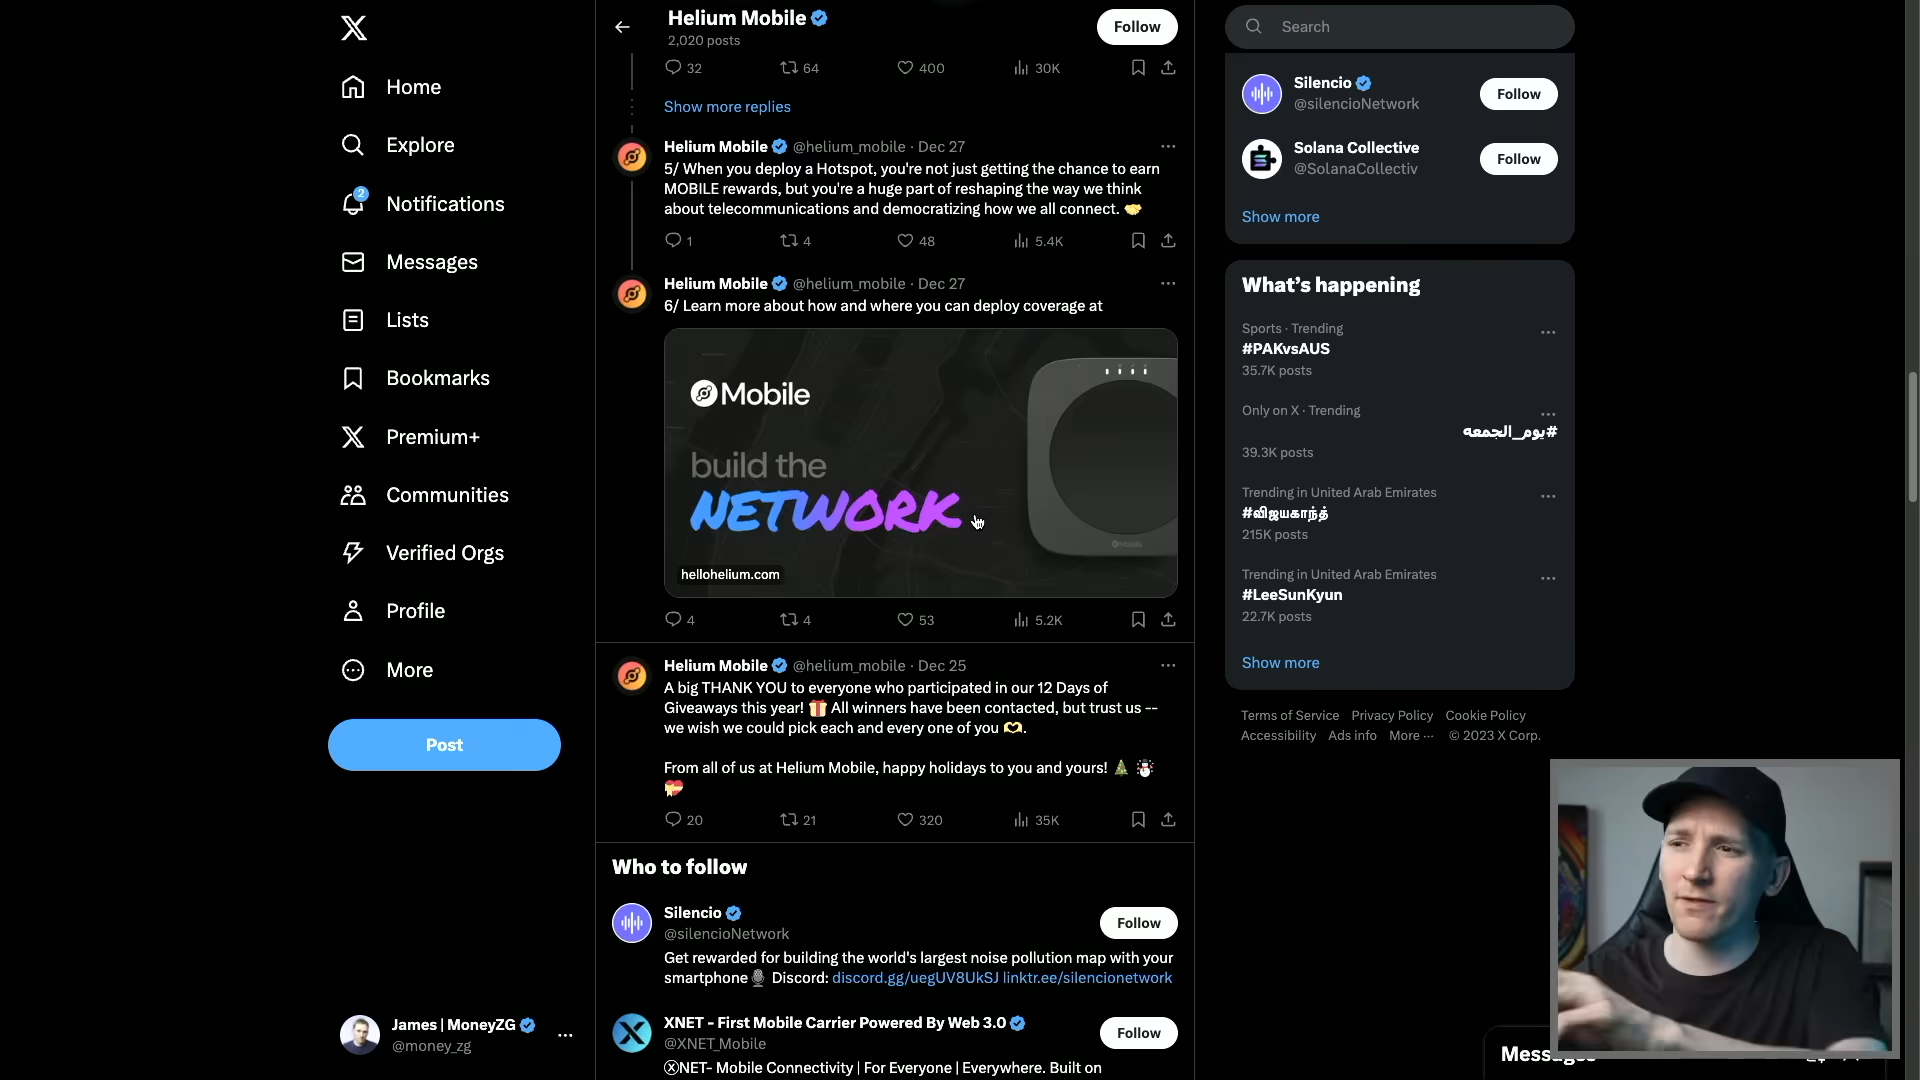 Home
Explore
2
Notifications
Messages
Lists
Bookmarks
Premium+
Communities
Verified Orgs
Profile
More
Post
James | MoneyZG
@money_zg
Helium Mobile
2,020 posts
Follow
32 64 400 30K
Show more replies
Helium Mobile @helium_mobile · Dec 27
5/ When you deploy a Hotspot, you're not just getting the chance to earn
MOBILE rewards, but you're a huge part of reshaping the way we think
about telecommunications and democratizing how we all connect. 🤝
1 4 48 5.4K
Helium Mobile @helium_mobile · Dec 27
6/ Learn more about how and where you can deploy coverage at
Mobile
build the
NETWORK
hellohelium.com
4 4 53 5.2K
Helium Mobile @helium_mobile · Dec 25
A big THANK YOU to everyone who participated in our 12 Days of
Giveaways this year! 🎁 All winners have been contacted, but trust us --
we wish we could pick each and every one of you 🫶.
From all of us at Helium Mobile, happy holidays to you and yours! 🎄 ☃️
💝
20 21 320 35K
Who to follow
Silencio
@silencioNetwork
Follow
Get rewarded for building the world's largest noise pollution map with your
smartphone🎙 Discord: discord.gg/uegUV8UkSJ linktr.ee/silencionetwork
XNET - First Mobile Carrier Powered By Web 3.0
@XNET_Mobile
Follow
ⓍNET- Mobile Connectivity | For Everyone | Everywhere. Built on
Search
Silencio
@silencioNetwork
Follow
Solana Collective
@SolanaCollectiv
Follow
Show more
What's happening
Sports · Trending
#PAKvsAUS
35.7K posts
Only on X · Trending
#يوم_الجمعه
39.3K posts
Trending in United Arab Emirates
#விஜயகாந்த்
215K posts
Trending in United Arab Emirates
#LeeSunKyun
22.7K posts
Show more
Terms of Service Privacy Policy Cookie Policy
Accessibility Ads info More ··· © 2023 X Corp.
Messages